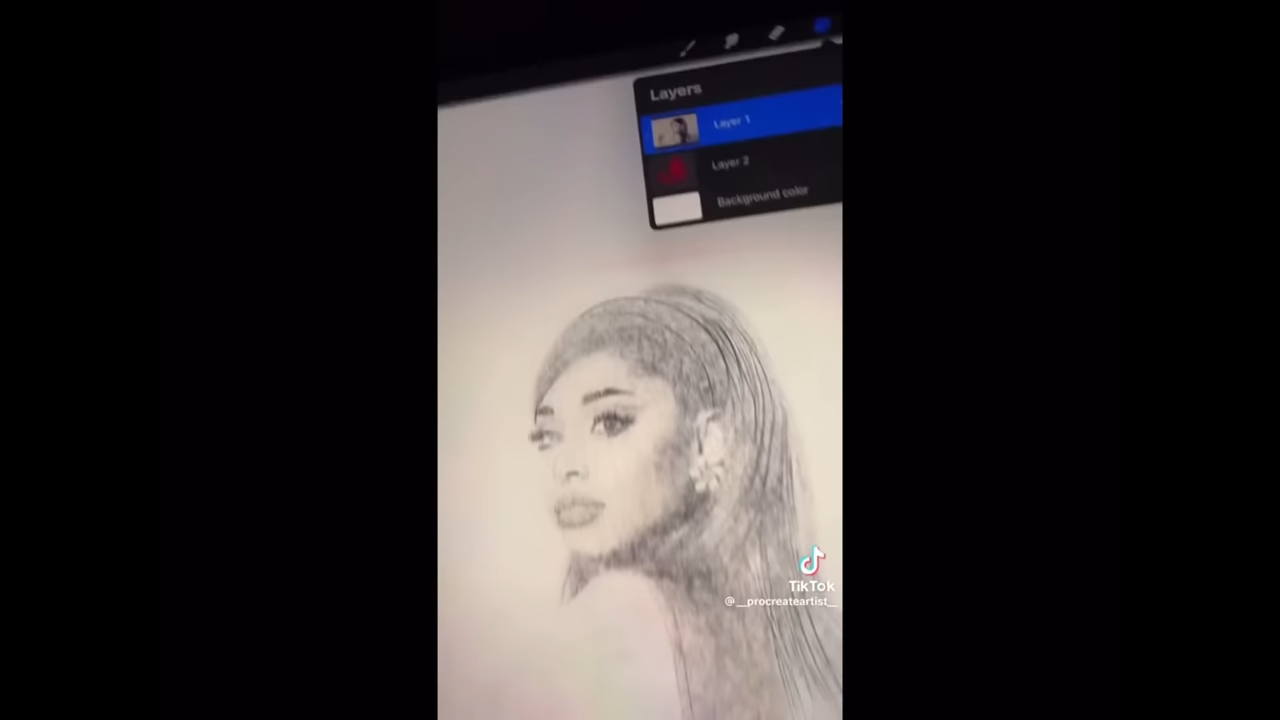 Layers
Layer 1
Layer 2
Background color
TikTok
@__procreateartist__